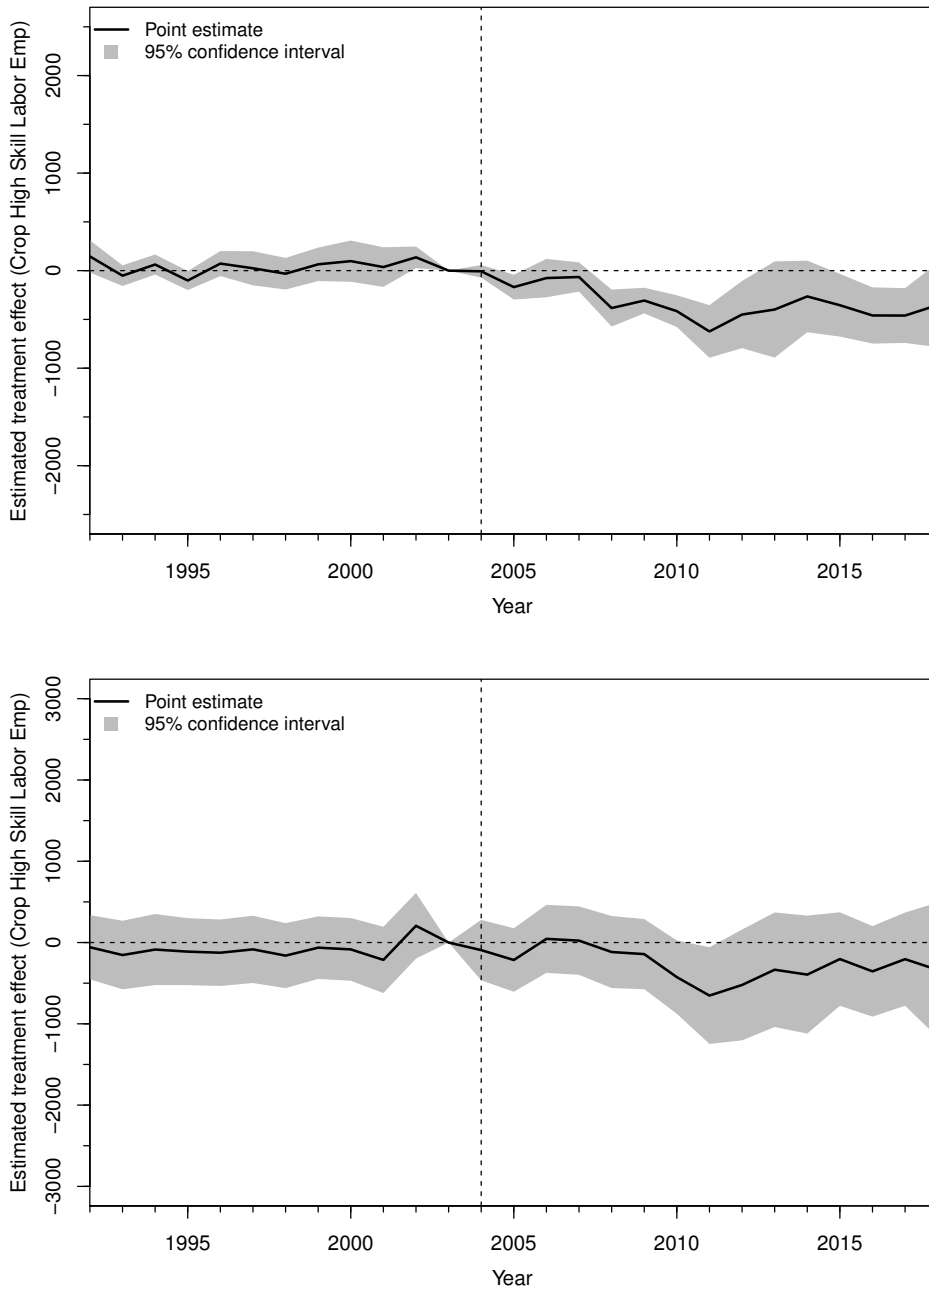 Point estimate
95% confidence interval
Estimated treatment effect (Crop High Skill Labor Emp)
2000
1000
0
−1000
−2000
1995
2000
2005
2010
2015
Year
Point estimate
95% confidence interval
Estimated treatment effect (Crop High Skill Labor Emp)
3000
2000
1000
0
−1000
−2000
−3000
1995
2000
2005
2010
2015
Year